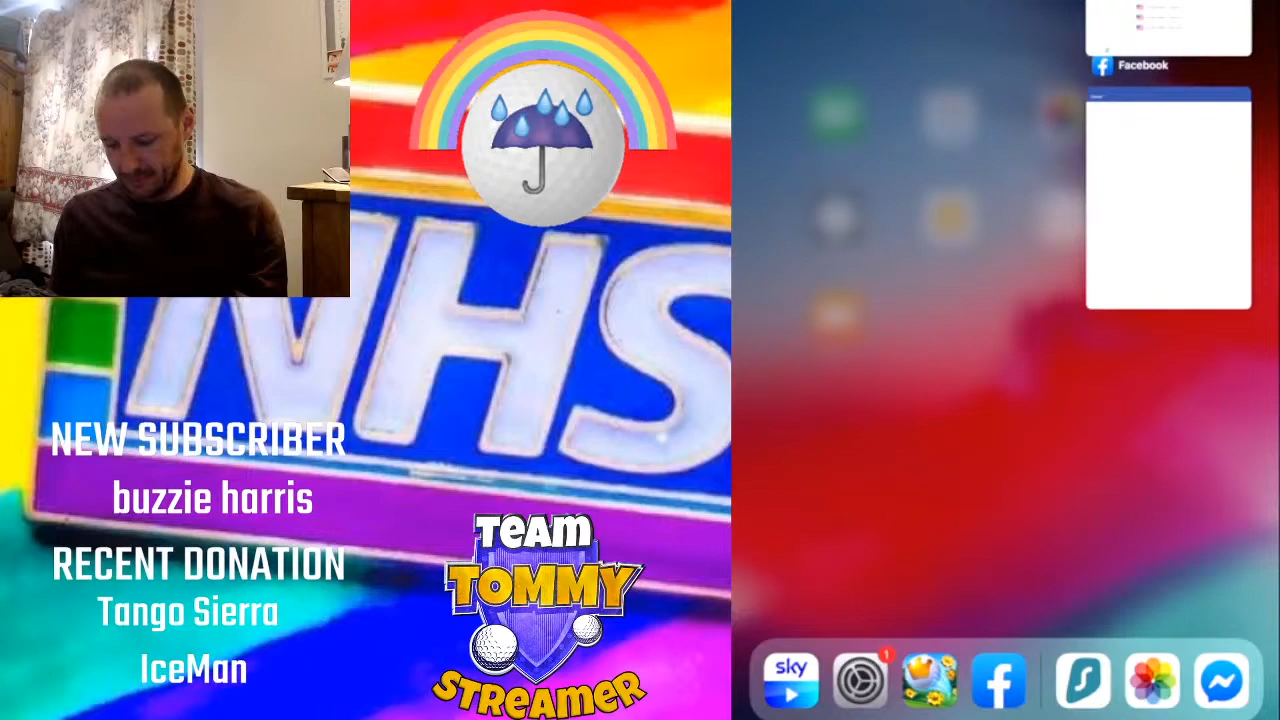 Facebook
NHS
NEW SUBSCRIBER
buzzie harris
RECENT DONATION
Tango Sierra
IceMan
TEAM
TOMMY
STREAMER
sky
1